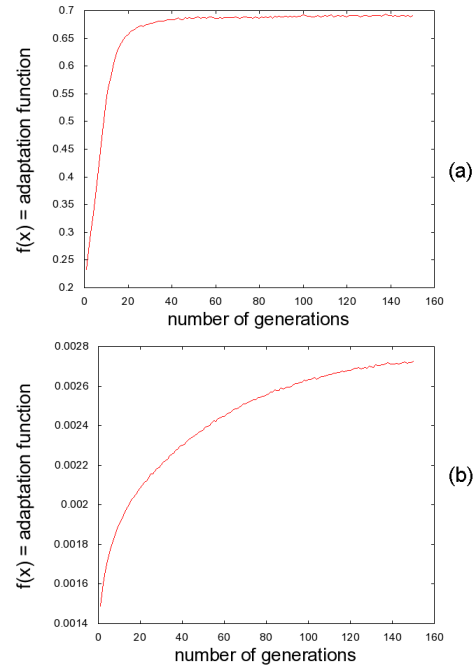 0.7
0.65
0.6
0.55
0.5
0.45
0.4
0.35
0.3
0.25
0.2
f(x) = adaptation function
0 20 40 60 80 100 120 140 160
number of generations
(a)
0.0028
0.0026
0.0024
0.0022
0.002
0.0018
0.0016
0.0014
f(x) = adaptation function
0 20 40 60 80 100 120 140 160
number of generations
(b)